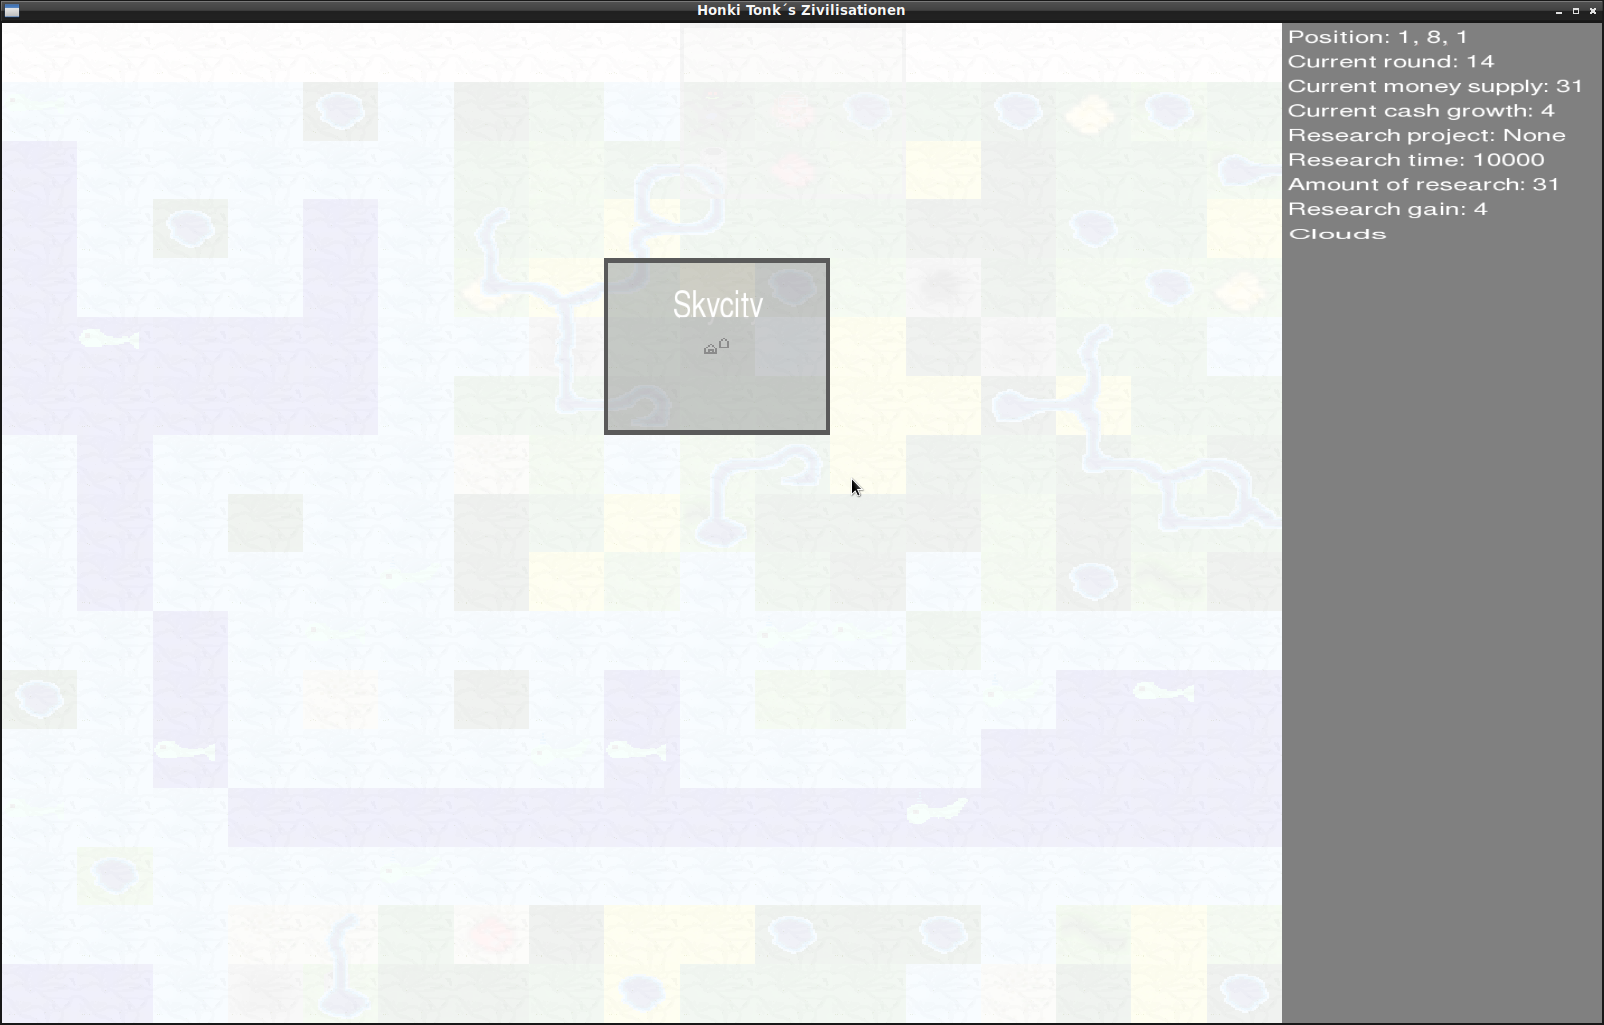 Honki Tonk´s Zivilisationen
Position: 1, 8, 1
Current round: 14
Current money supply: 31
Current cash growth: 4
Research project: None
Research time: 10000
Amount of research: 31
Research gain: 4
Clouds
Skycity